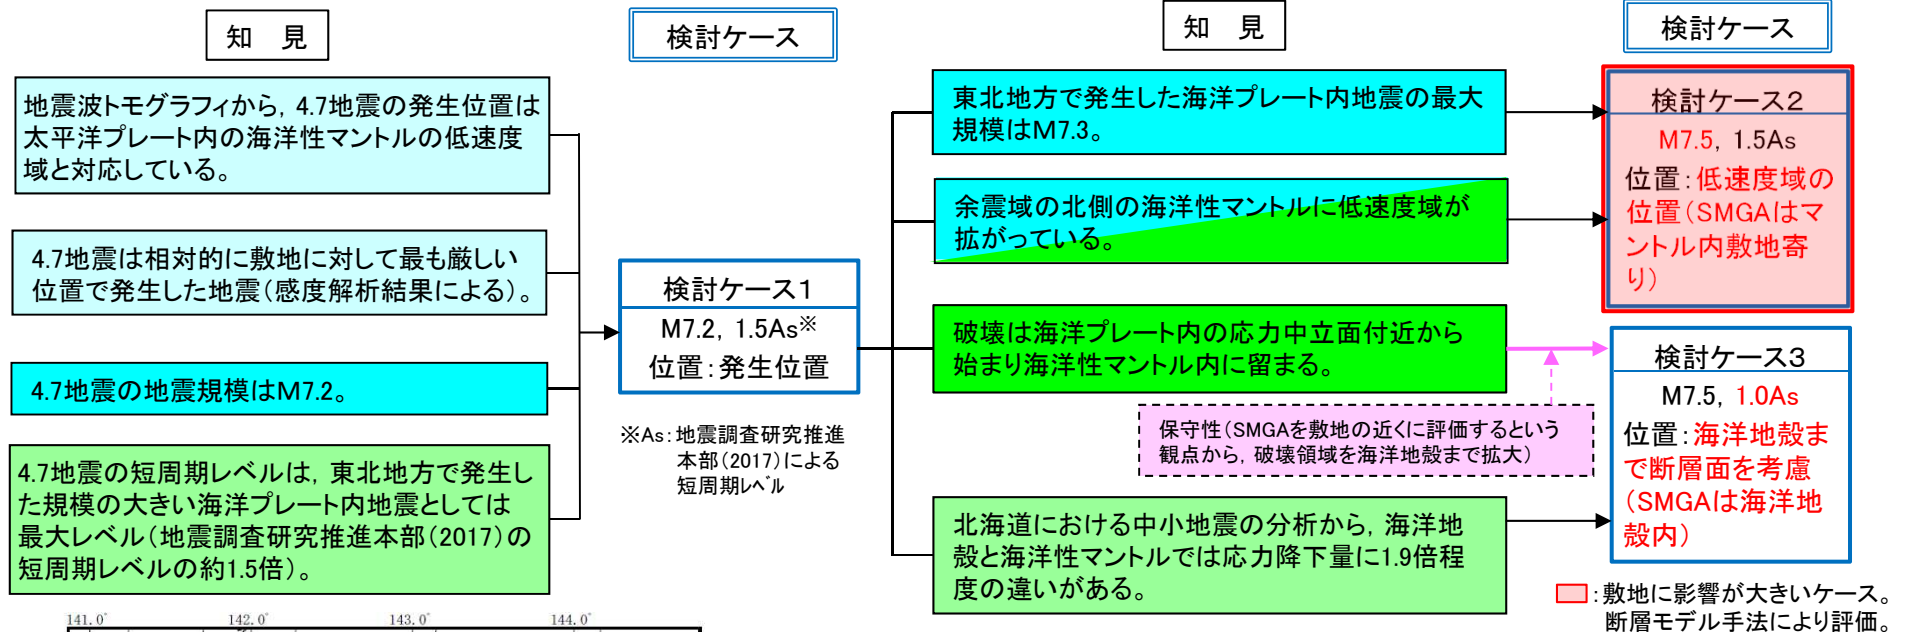 知　見
検討ケース
地震波トモグラフィから，4.7地震の発生位置は
太平洋プレート内の海洋性マントルの低速度
域と対応している。
4.7地震は相対的に敷地に対して最も厳しい
位置で発生した地震（感度解析結果による）。
4.7地震の地震規模はM7.2。
4.7地震の短周期レベルは，東北地方で発生し
た規模の大きい海洋プレート内地震としては
最大レベル（地震調査研究推進本部（2017）の
短周期レベルの約1.5倍）。
検討ケース1
M7.2，1.5As※
位置：発生位置
※As：地震調査研究推進
本部（2017）による
短周期ﾚﾍﾞﾙ
知　見
検討ケース
東北地方で発生した海洋プレート内地震の最大
規模はM7.3。
余震域の北側の海洋性マントルに低速度域が
拡がっている。
破壊は海洋プレート内の応力中立面付近から
始まり海洋性マントル内に留まる。
保守性（SMGAを敷地の近くに評価するという
観点から，破壊領域を海洋地殻まで拡大）
北海道における中小地震の分析から，海洋地
殻と海洋性マントルでは応力降下量に1.9倍程
度の違いがある。
検討ケース2
M7.5，1.5As
位置：低速度域の
位置（SMGAはマ
ントル内敷地寄
り）
検討ケース3
M7.5，1.0As
位置：海洋地殻ま
で断層面を考慮
（SMGAは海洋地
殻内）
：敷地に影響が大きいケース。
断層モデル手法により評価。
141.0° 142.0° 143.0° 144.0°